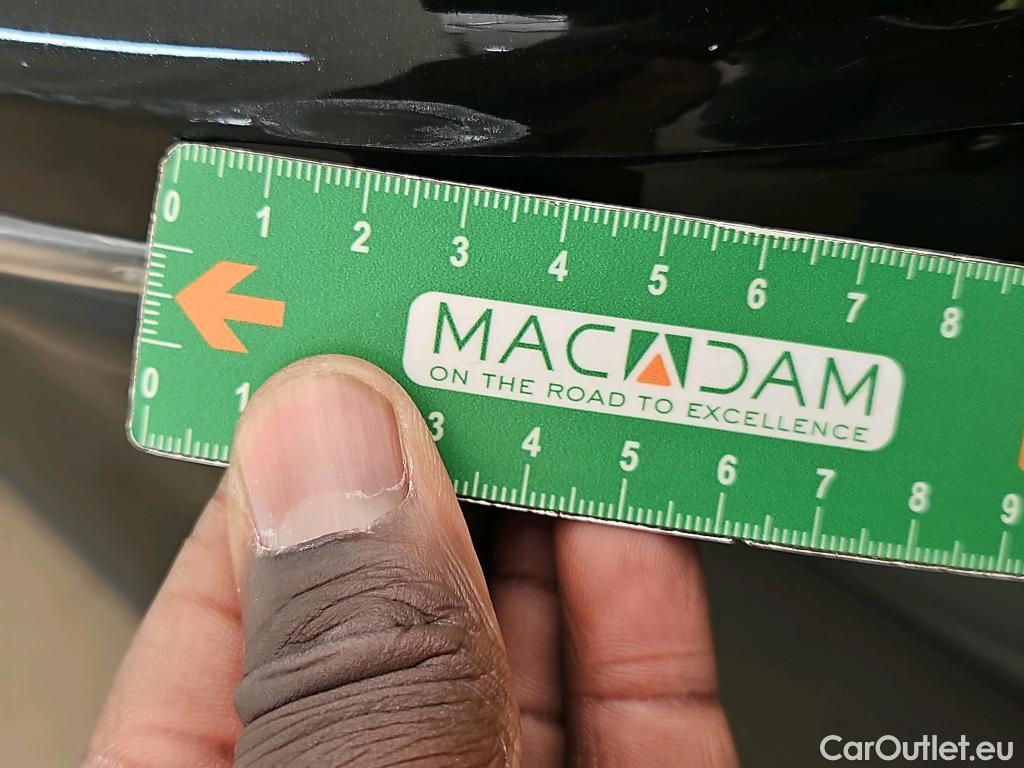 0 1 2 3 4 5 6 7 8
MACADAM
ON THE ROAD TO EXCELLENCE
0 1 3 4 5 6 7 8 9
CarOutlet.eu